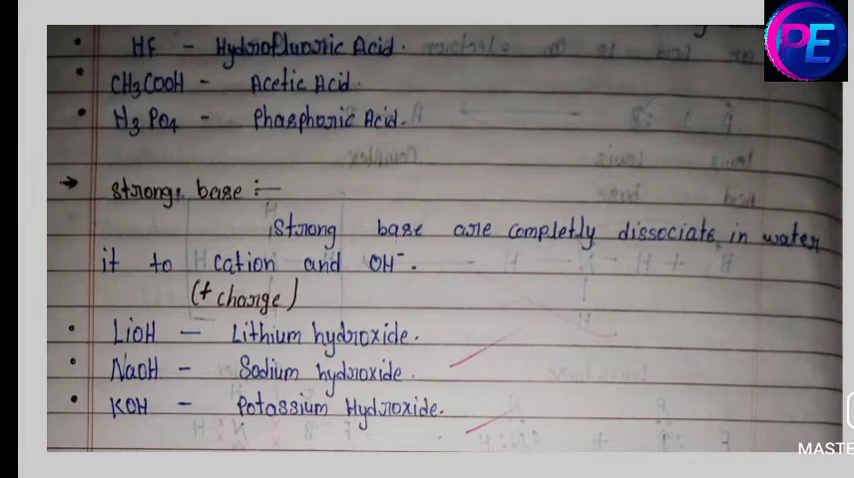 • HF – Hydrofluoric Acid.
• CH3COOH – Acetic Acid.
• H3PO4 – Phasphoric Acid.
→ Strong base :–
Strong base are completly dissociate in water
it to cation and OH⁻.
(+ charge)
• LiOH – Lithium hydroxide.
• NaOH – Sodium hydroxide.
• KOH – Potassium Hydroxide.
PE
MASTE